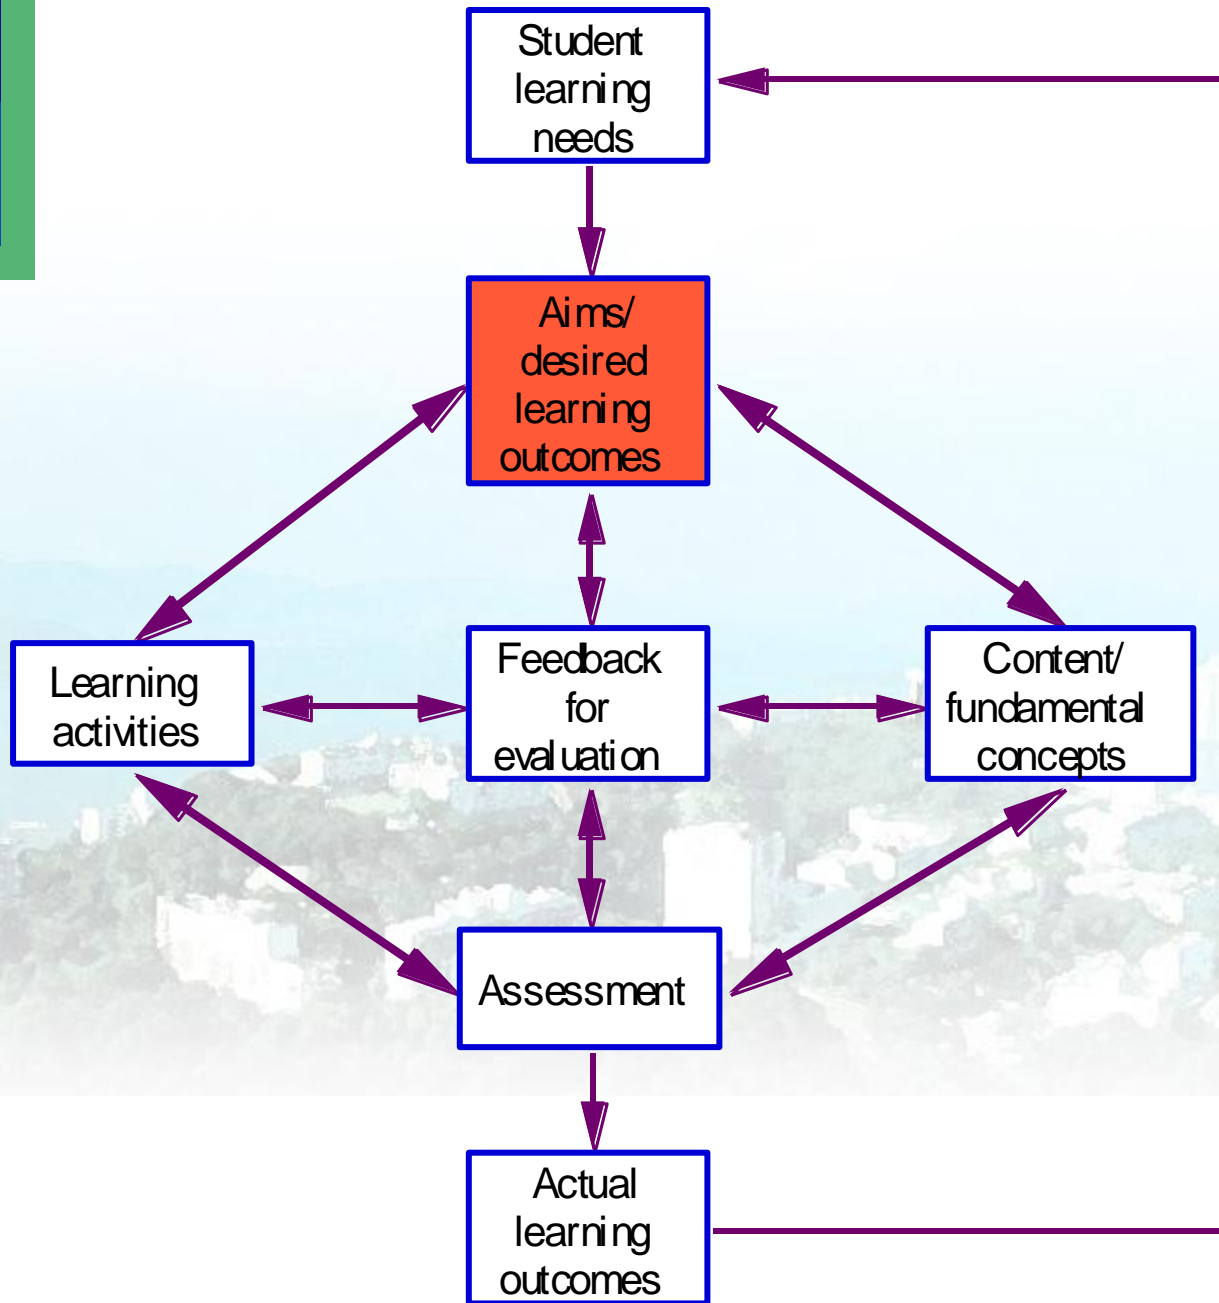 Student
learning
needs
Aims/
desired
learning
outcomes
Learning
activities
Feedback
for
evaluation
Content/
fundamental
concepts
Assessment
Actual
learning
outcomes